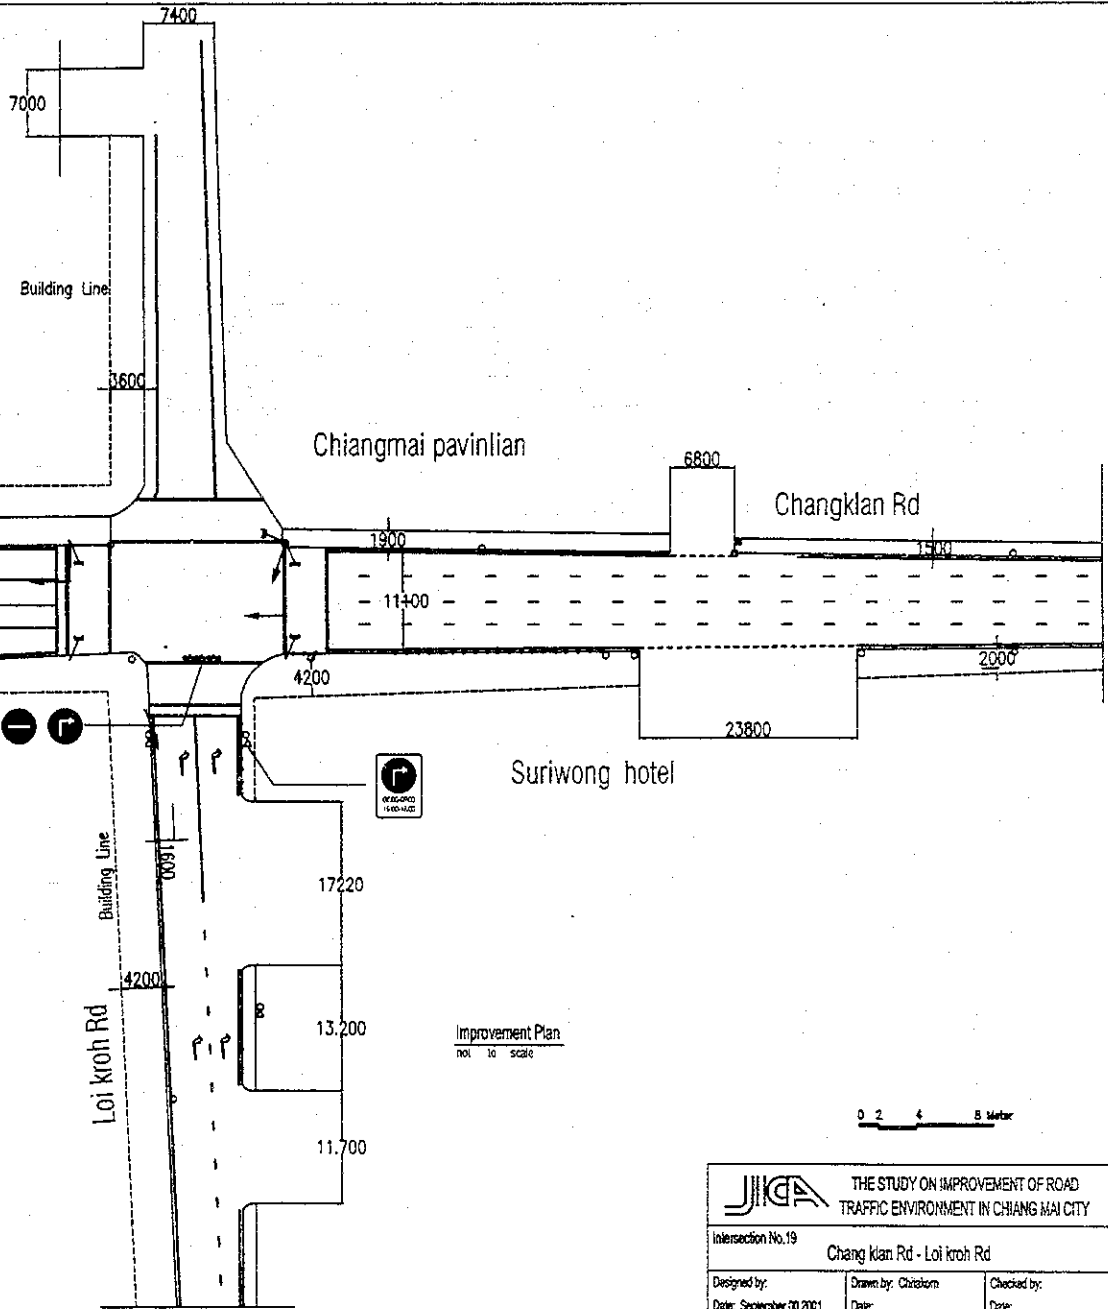 7400
7000
Building Line
3600
Chiangmai pavinlian
6800
Changklan Rd
1900
1500
11100
4200
2000
23800
Suriwong hotel
1600
Building Line
17220
4200
Loi kroh Rd
13.200
Improvement Plan
not to scale
11.700
0 2 4 8 Meter
JICA
THE STUDY ON IMPROVEMENT OF ROAD
TRAFFIC ENVIRONMENT IN CHIANG MAI CITY
Intersection No.19
Chang klan Rd - Loi kroh Rd
Designed by:
Drawn by:
Checked by:
Date: September 00 2001
Date:
Date: